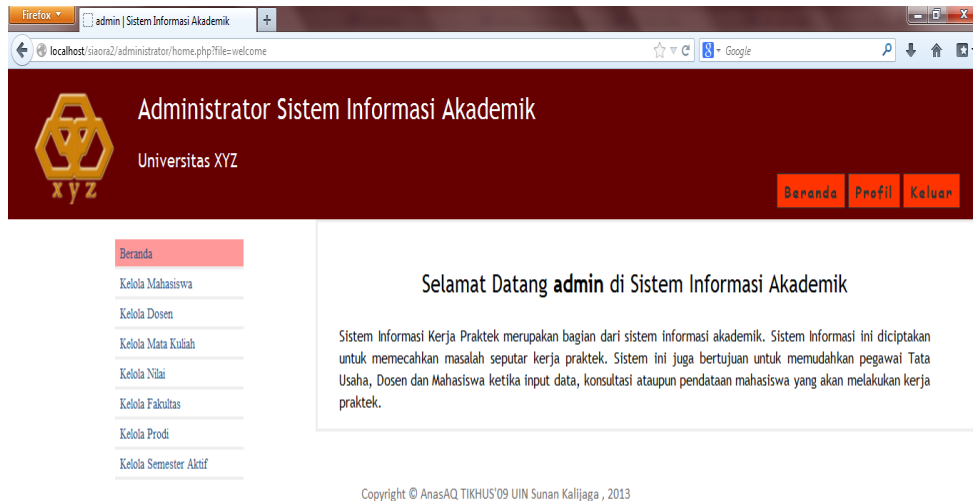 Firefox
admin | Sistem Informasi Akademik
localhost/siaora2/administrator/home.php?file=welcome
Google
Administrator Sistem Informasi Akademik
Universitas XYZ
x y z
Beranda Profil Keluar
Beranda
Kelola Mahasiswa
Kelola Dosen
Kelola Mata Kuliah
Kelola Nilai
Kelola Fakultas
Kelola Prodi
Kelola Semester Aktif
Selamat Datang admin di Sistem Informasi Akademik
Sistem Informasi Kerja Praktek merupakan bagian dari sistem informasi akademik. Sistem Informasi ini diciptakan
untuk memecahkan masalah seputar kerja praktek. Sistem ini juga bertujuan untuk memudahkan pegawai Tata
Usaha, Dosen dan Mahasiswa ketika input data, konsultasi ataupun pendataan mahasiswa yang akan melakukan kerja
praktek.
Copyright © AnasAQ TIKHUS'09 UIN Sunan Kalijaga , 2013